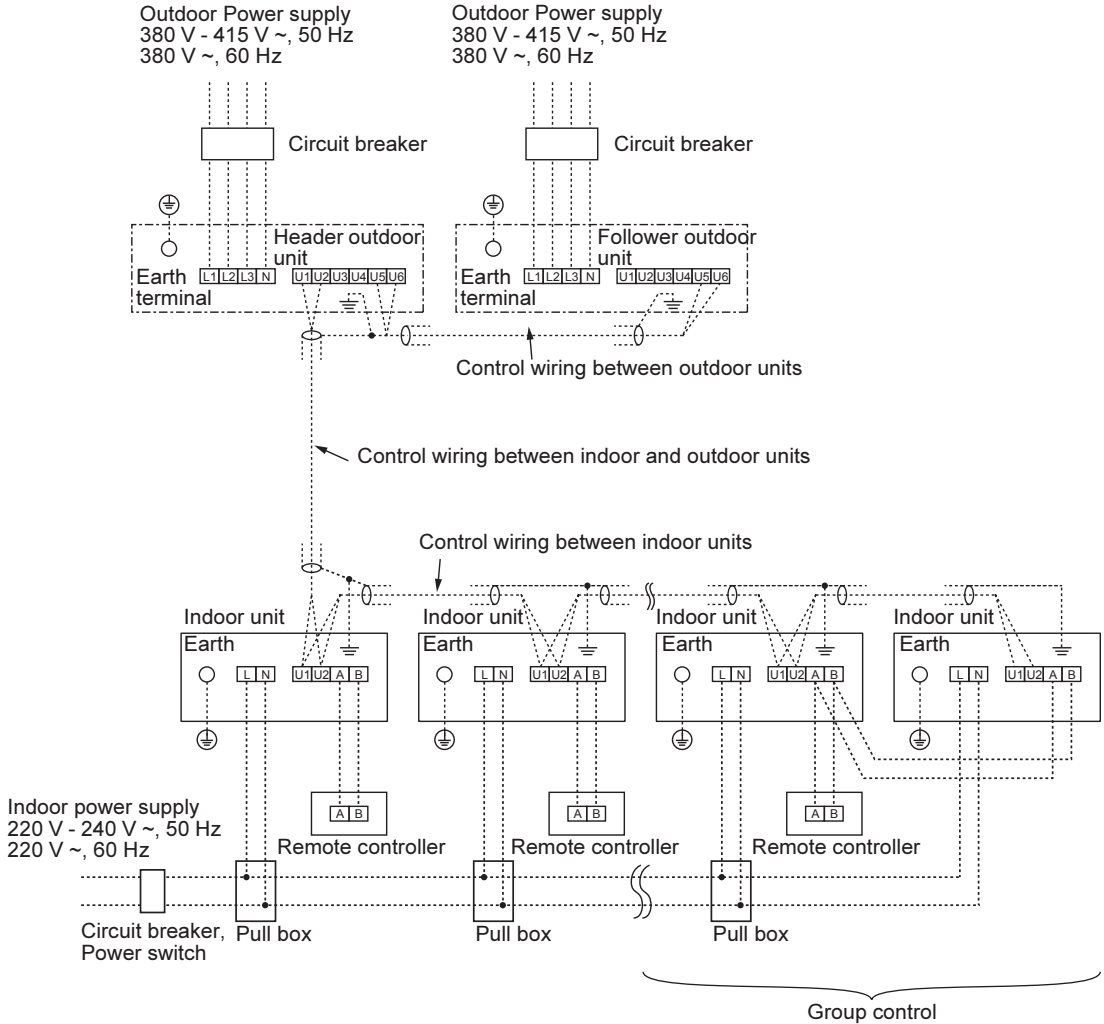 Outdoor Power supply
380 V - 415 V ~, 50 Hz
380 V ~, 60 Hz
Outdoor Power supply
380 V - 415 V ~, 50 Hz
380 V ~, 60 Hz
Circuit breaker
Circuit breaker
Header outdoor
unit
Earth
terminal
L1 L2 L3 N
U1 U2 U3 U4 U5 U6
Follower outdoor
unit
Earth
terminal
L1 L2 L3 N
U1 U2 U3 U4 U5 U6
Control wiring between outdoor units
Control wiring between indoor and outdoor units
Control wiring between indoor units
Indoor unit
Earth
L N
U1 U2 A B
Indoor unit
Earth
L N
U1 U2 A B
Indoor unit
Earth
L N
U1 U2 A B
Indoor unit
Earth
L N
U1 U2 A B
A B
Remote controller
A B
Remote controller
A B
Remote controller
Indoor power supply
220 V - 240 V ~, 50 Hz
220 V ~, 60 Hz
Circuit breaker,
Power switch
Pull box
Pull box
Pull box
Group control